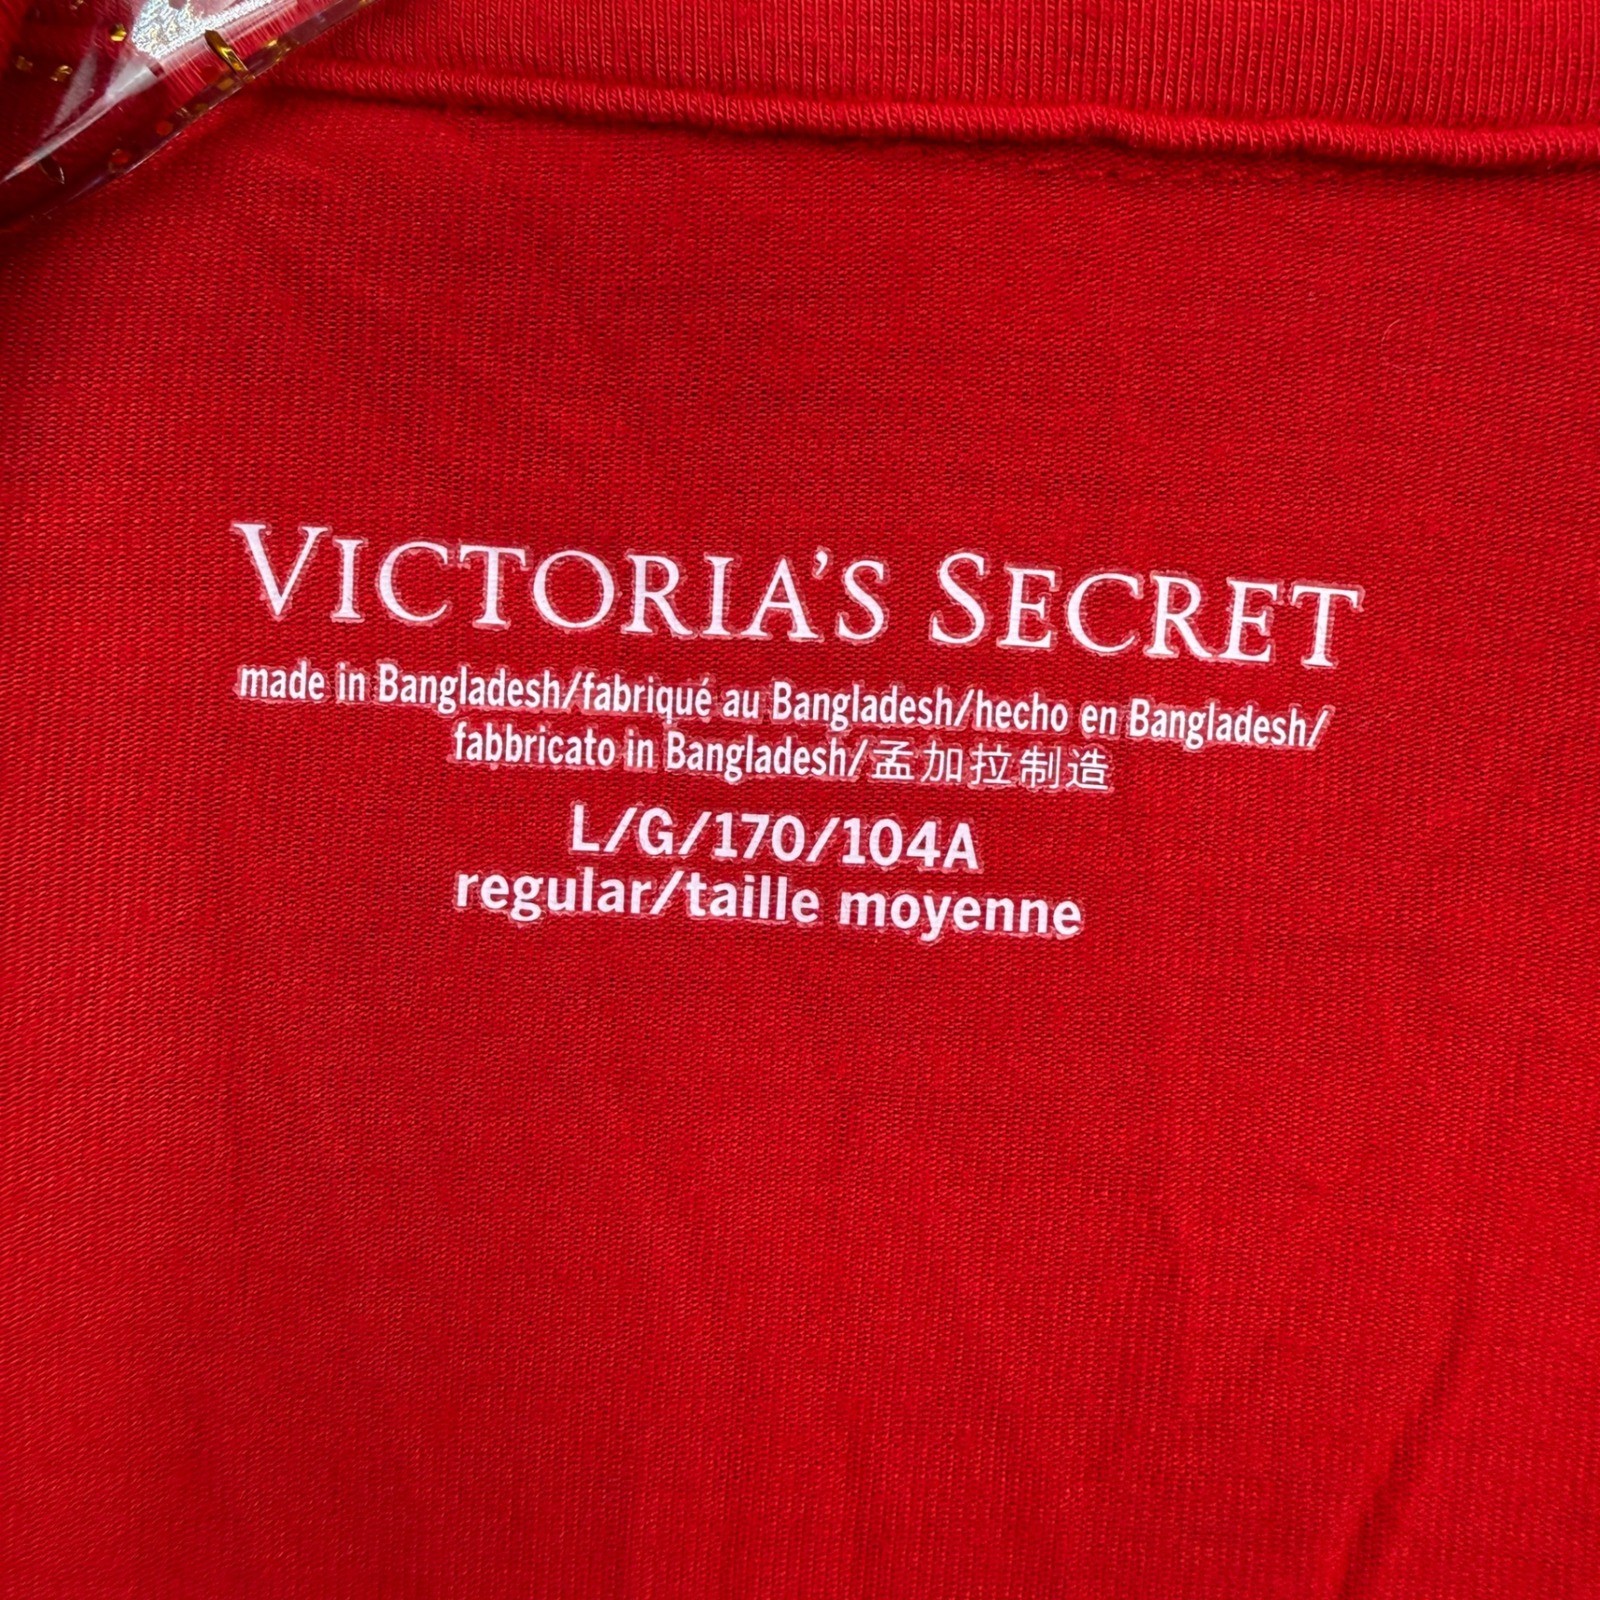 VICTORIA'S SECRET
made in Bangladesh/fabriqué au Bangladesh/hecho en Bangladesh/
fabbricato in Bangladesh/孟加拉制造
L/G/170/104A
regular/taille moyenne